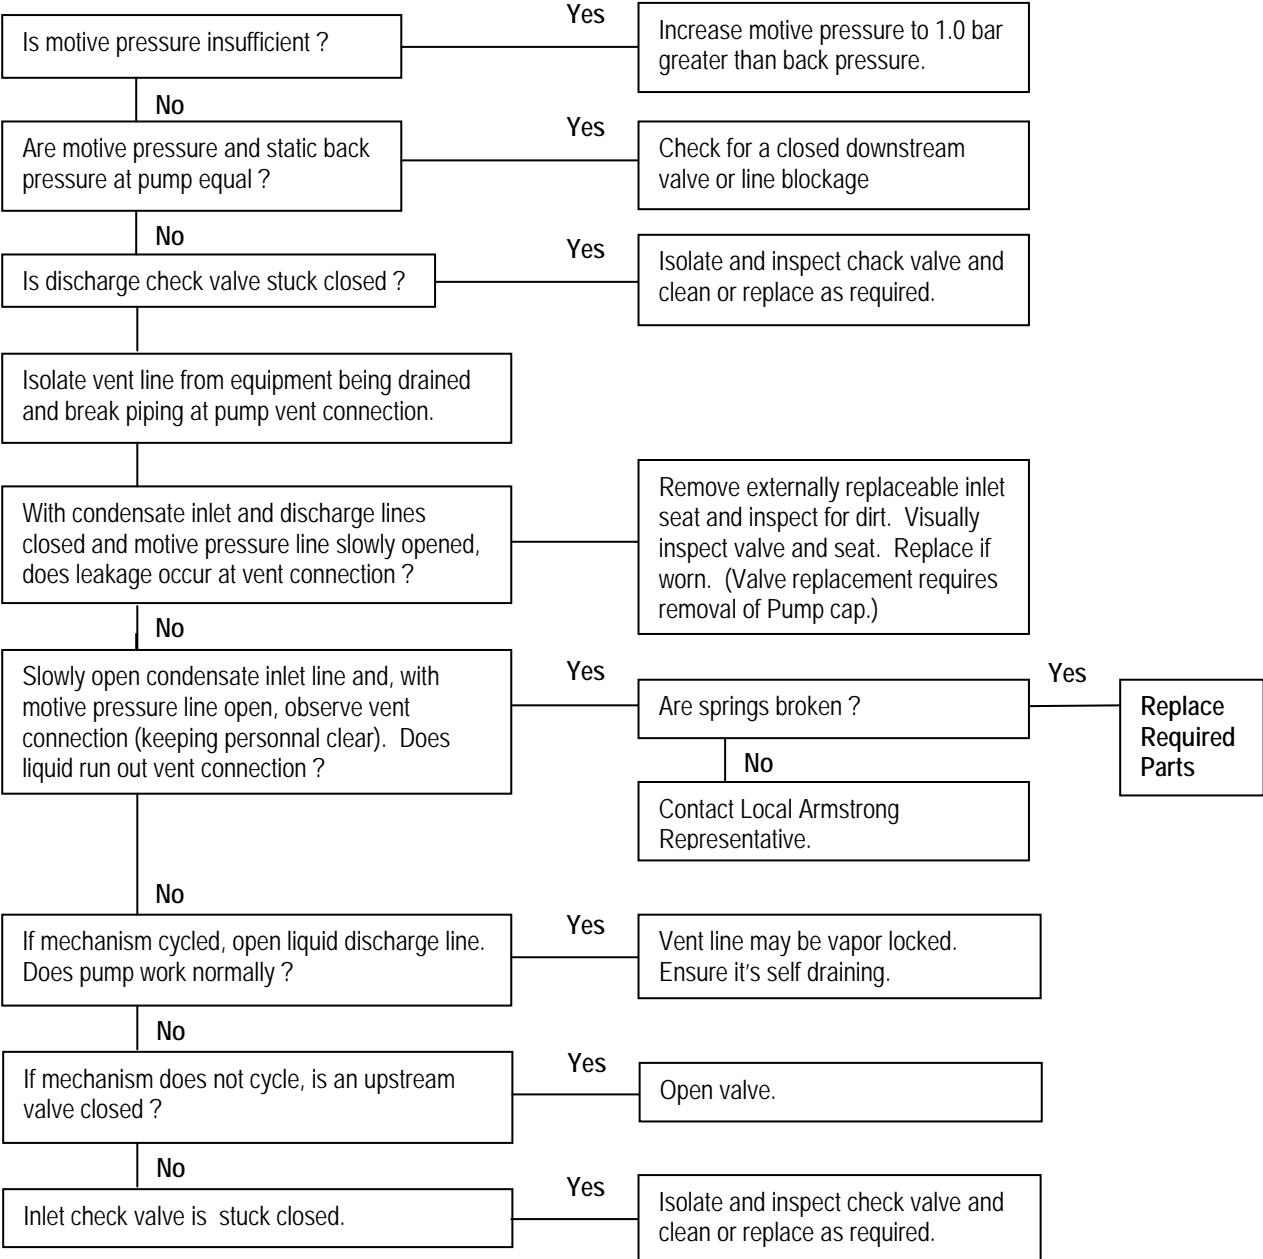 Yes
Is motive pressure insufficient ?
Increase motive pressure to 1.0 bar
greater than back pressure.
No
Yes
Are motive pressure and static back
pressure at pump equal ?
Check for a closed downstream
valve or line blockage
No
Yes
Is discharge check valve stuck closed ?
Isolate and inspect chack valve and
clean or replace as required.
Isolate vent line from equipment being drained
and break piping at pump vent connection.
With condensate inlet and discharge lines
closed and motive pressure line slowly opened,
does leakage occur at vent connection ?
Remove externally replaceable inlet
seat and inspect for dirt.  Visually
inspect valve and seat.  Replace if
worn.  (Valve replacement requires
removal of Pump cap.)
No
Slowly open condensate inlet line and, with
motive pressure line open, observe vent
connection (keeping personnal clear).  Does
liquid run out vent connection ?
Yes
Are springs broken ?
Yes
Replace
Required
Parts
No
Contact Local Armstrong
Representative.
No
If mechanism cycled, open liquid discharge line.
Does pump work normally ?
Yes
Vent line may be vapor locked.
Ensure it's self draining.
No
If mechanism does not cycle, is an upstream
valve closed ?
Yes
Open valve.
No
Inlet check valve is  stuck closed.
Yes
Isolate and inspect check valve and
clean or replace as required.